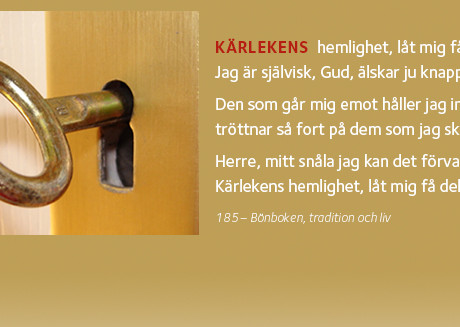 KÄRLEKENS hemlighet, låt mig få
Jag är självisk, Gud, älskar ju knapp
Den som går mig emot håller jag in
tröttnar så fort på dem som jag sk
Herre, mitt snåla jag kan det förva
Kärlekens hemlighet, låt mig få del
185 – Bönboken, tradition och liv